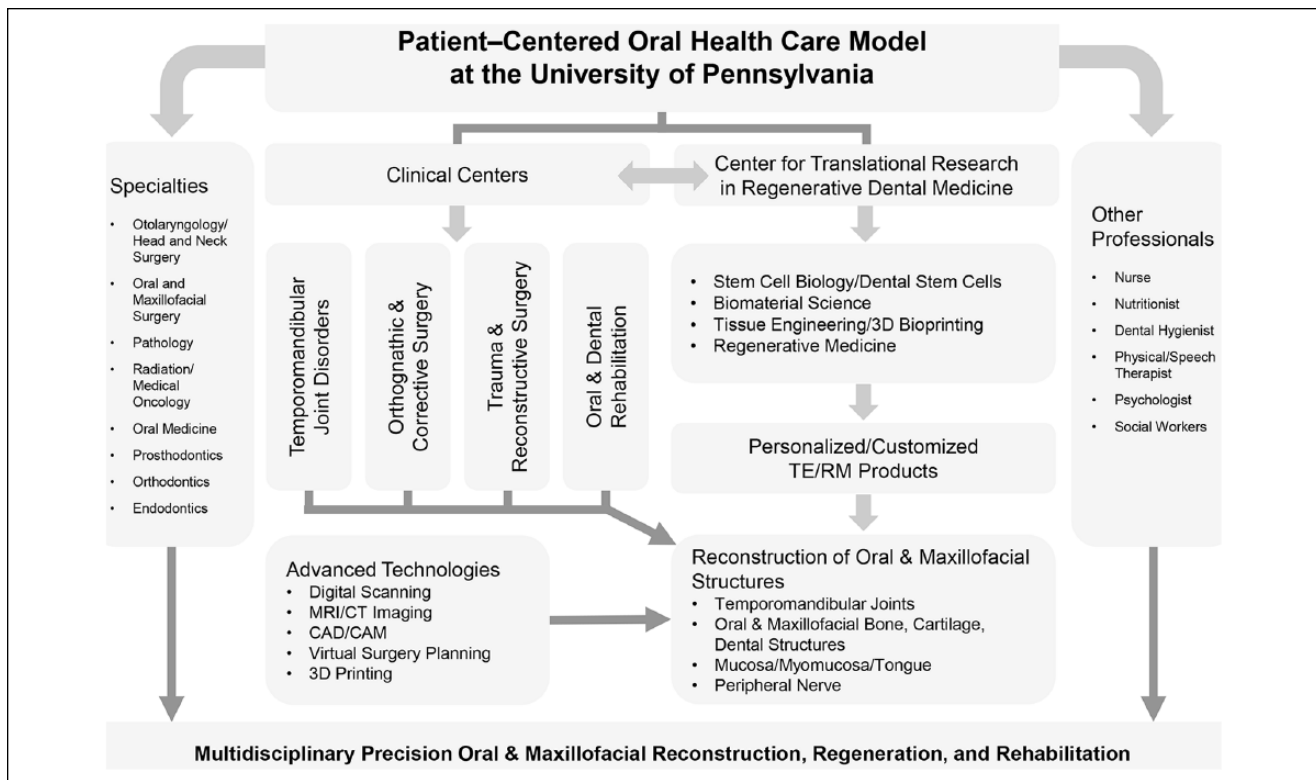 Patient–Centered Oral Health Care Model
at the University of Pennsylvania
Specialties
• Otolaryngology/
Head and Neck
Surgery
• Oral and
Maxillofacial
Surgery
• Pathology
• Radiation/
Medical
Oncology
• Oral Medicine
• Prosthodontics
• Orthodontics
• Endodontics
Clinical Centers
Temporomandibular
Joint Disorders
Orthognathic &
Corrective Surgery
Trauma &
Reconstructive Surgery
Oral & Dental
Rehabilitation
Advanced Technologies
• Digital Scanning
• MRI/CT Imaging
• CAD/CAM
• Virtual Surgery Planning
• 3D Printing
Center for Translational Research
in Regenerative Dental Medicine
• Stem Cell Biology/Dental Stem Cells
• Biomaterial Science
• Tissue Engineering/3D Bioprinting
• Regenerative Medicine
Personalized/Customized
TE/RM Products
Reconstruction of Oral & Maxillofacial
Structures
• Temporomandibular Joints
• Oral & Maxillofacial Bone, Cartilage,
Dental Structures
• Mucosa/Myomucosa/Tongue
• Peripheral Nerve
Other
Professionals
• Nurse
• Nutritionist
• Dental Hygienist
• Physical/Speech
Therapist
• Psychologist
• Social Workers
Multidisciplinary Precision Oral & Maxillofacial Reconstruction, Regeneration, and Rehabilitation